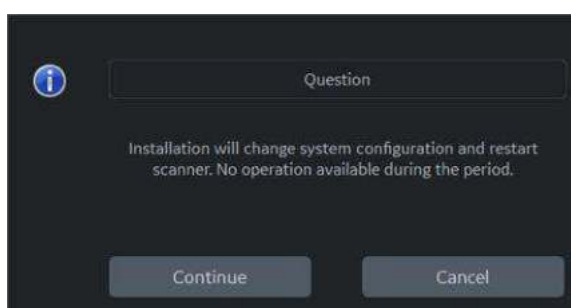 Question
Installation will change system configuration and restart
scanner. No operation available during the period.
Continue
Cancel